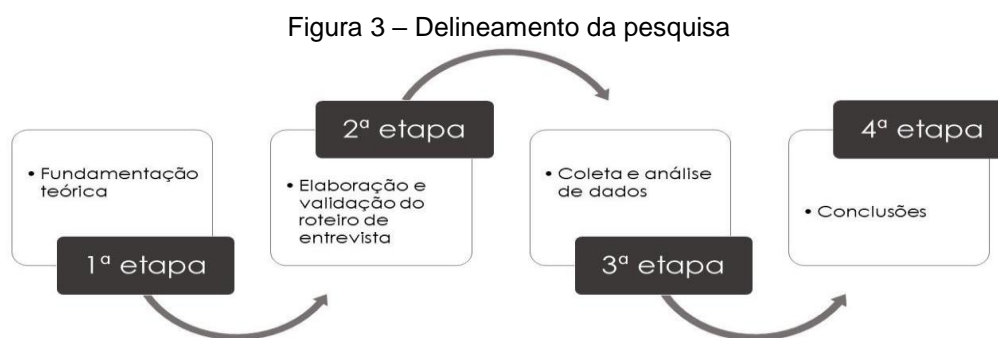 Figura 3 – Delineamento da pesquisa
• Fundamentação
teórica
1ª etapa
2ª etapa
• Elaboração e
validação do
roteiro de
entrevista
• Coleta e análise
de dados
3ª etapa
4ª etapa
• Conclusões